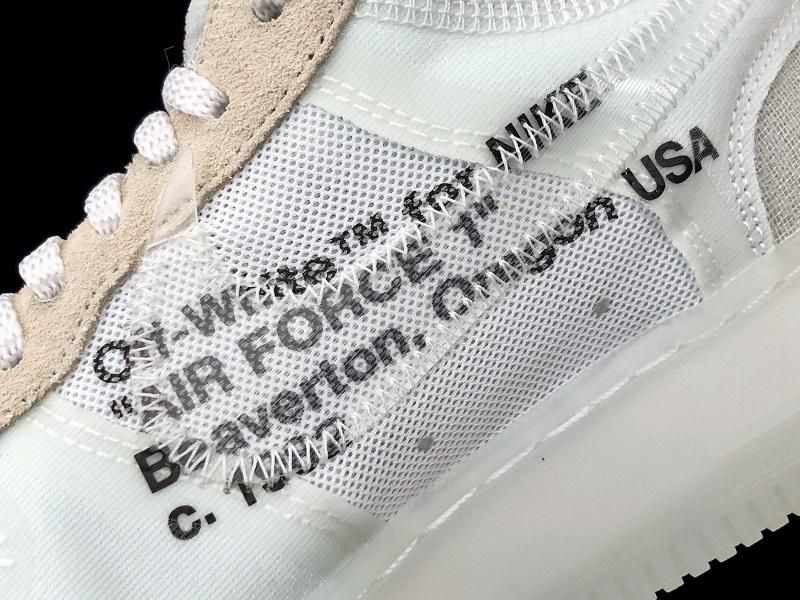 Off-White™ for NIKE
"AIR FORCE 1"
Beaverton, Oregon USA
c.